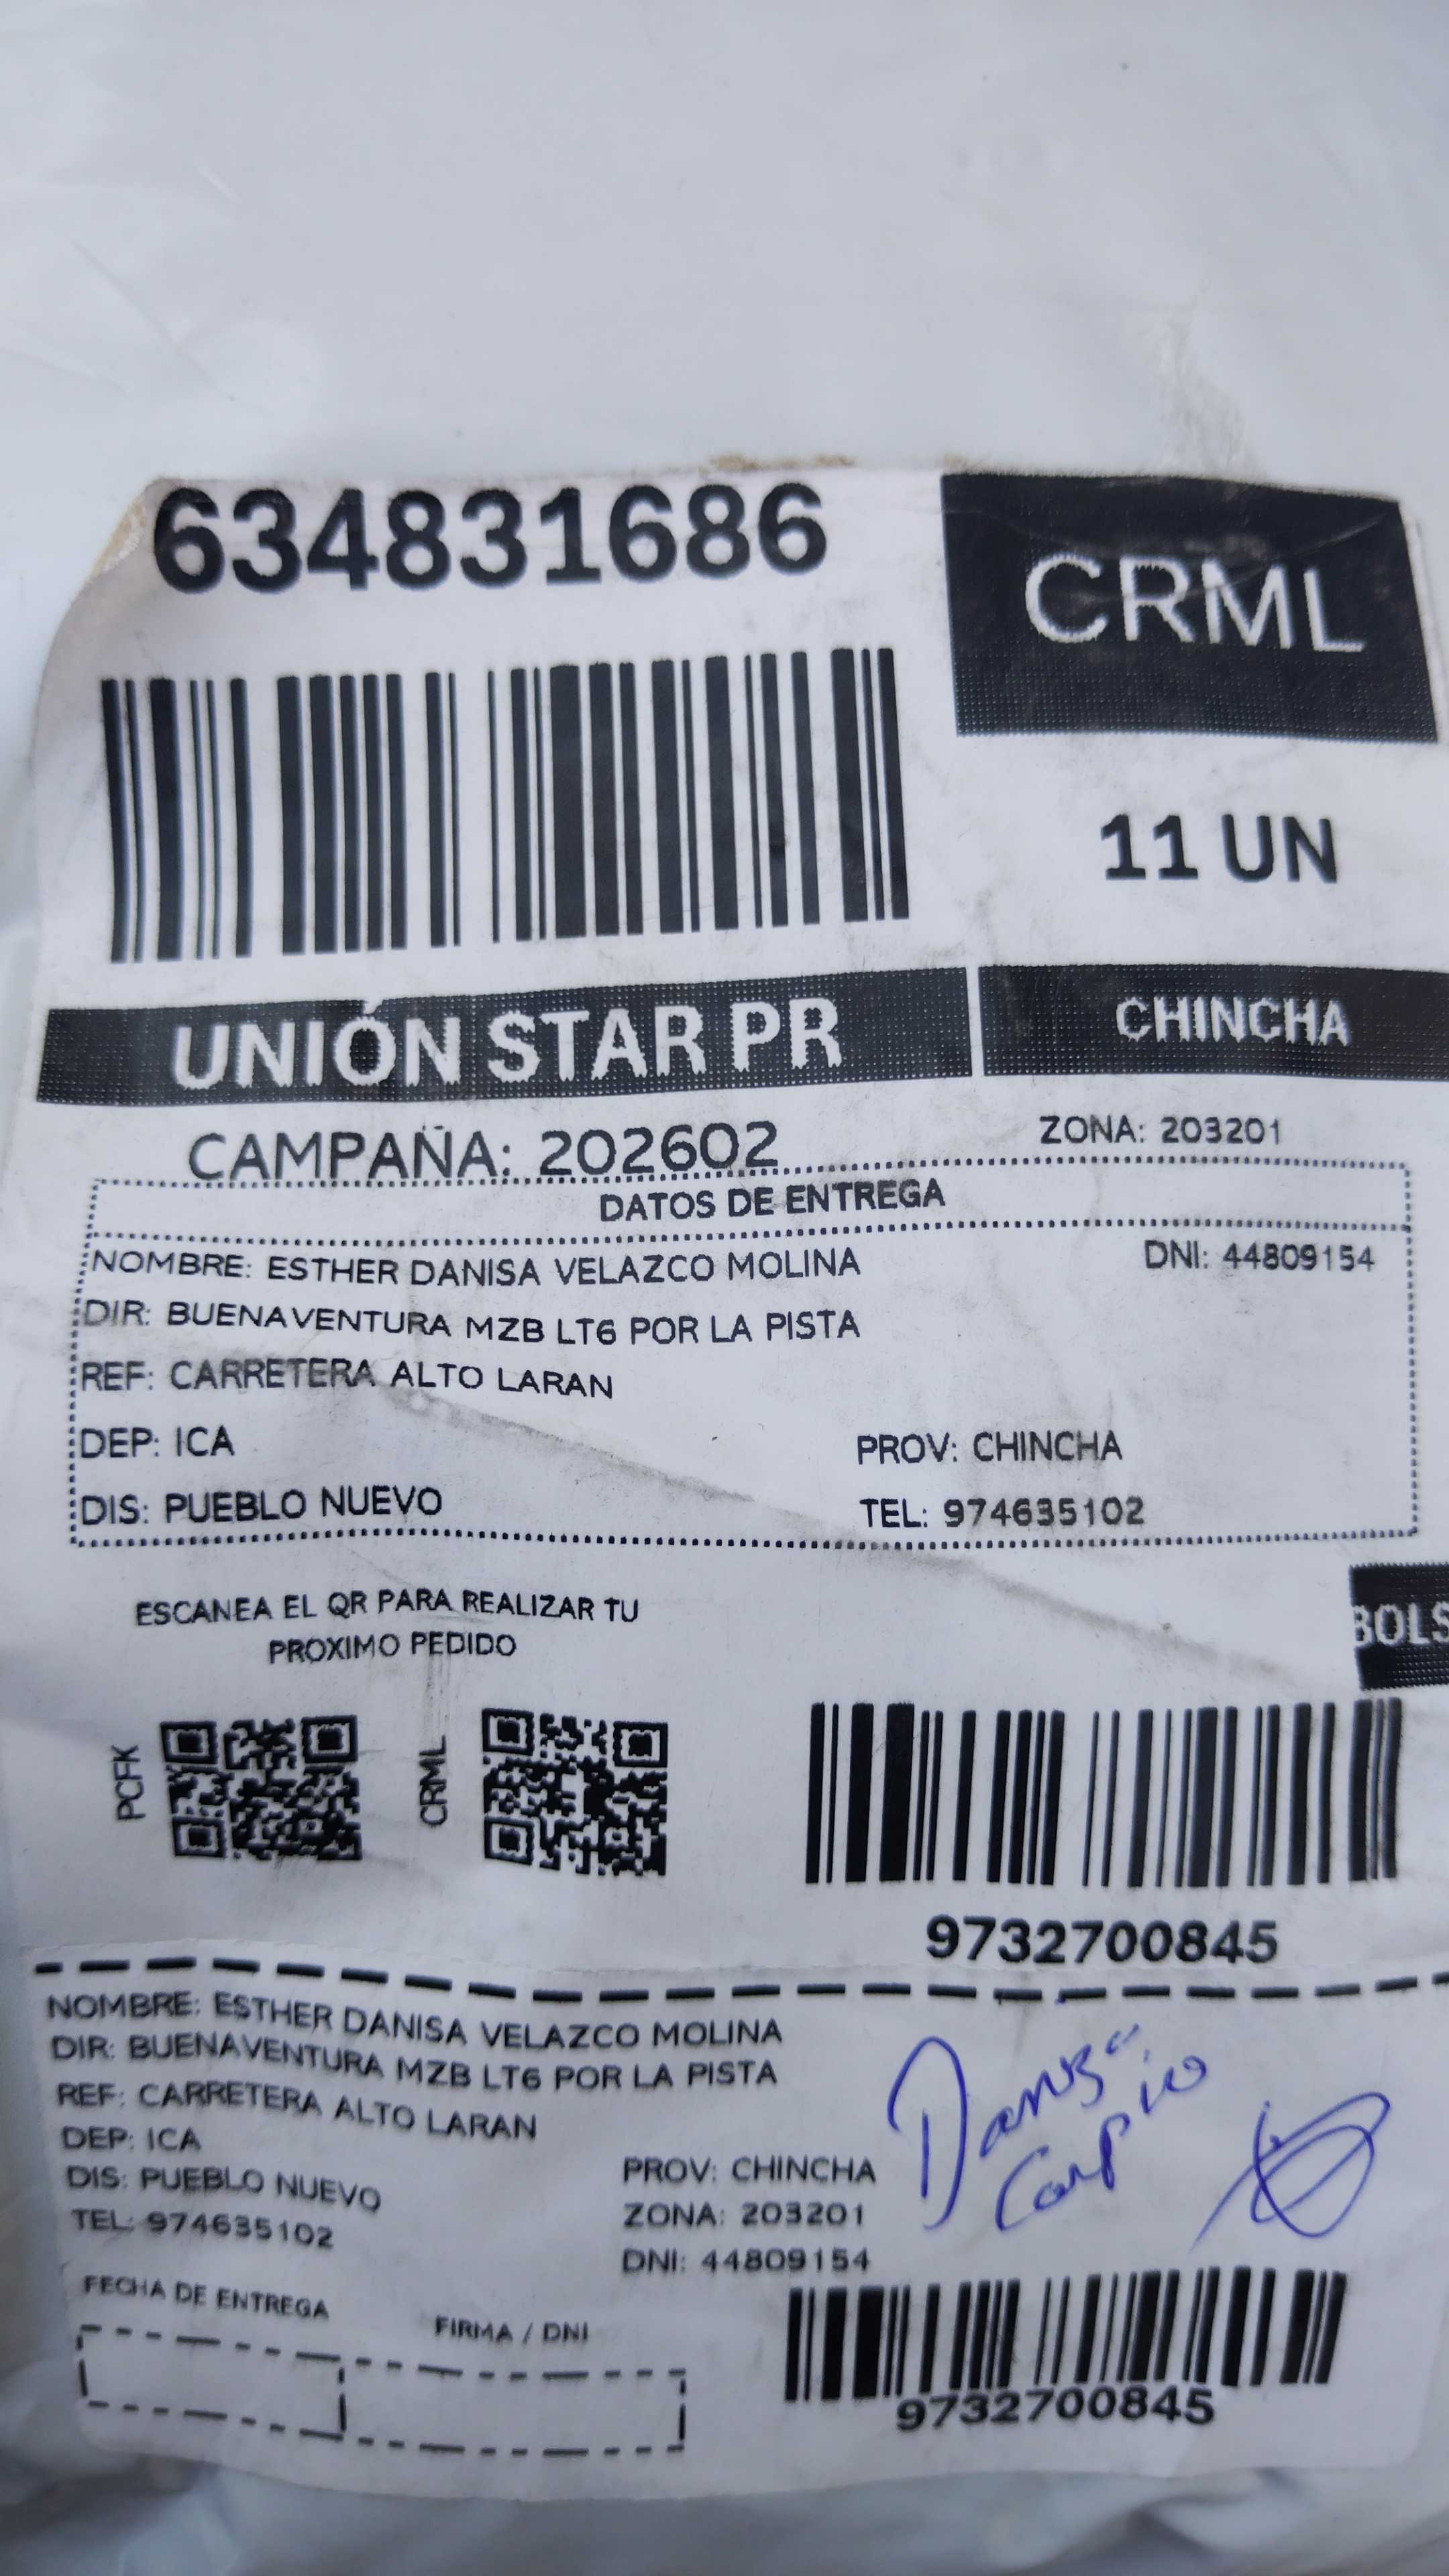 634831686
CRML
11 UN
UNIÓN STAR PR
CHINCHA
CAMPAÑA: 202602
ZONA: 203201
DATOS DE ENTREGA
NOMBRE: ESTHER DANISA VELAZCO MOLINA DNI: 44809154
DIR: BUENAVENTURA MZB LT6 POR LA PISTA
REF: CARRETERA ALTO LARAN
DEP: ICA PROV: CHINCHA
DIS: PUEBLO NUEVO TEL: 974635102
ESCANEA EL QR PARA REALIZAR TU
PROXIMO PEDIDO
BOLS
PCFK
CRML
9732700845
NOMBRE: ESTHER DANISA VELAZCO MOLINA
DIR: BUENAVENTURA MZB LT6 POR LA PISTA
REF: CARRETERA ALTO LARAN
DEP: ICA
DIS: PUEBLO NUEVO
TEL: 974635102
PROV: CHINCHA
ZONA: 203201
DNI: 44809154
Carpio
FECHA DE ENTREGA
FIRMA / DNI
9732700845